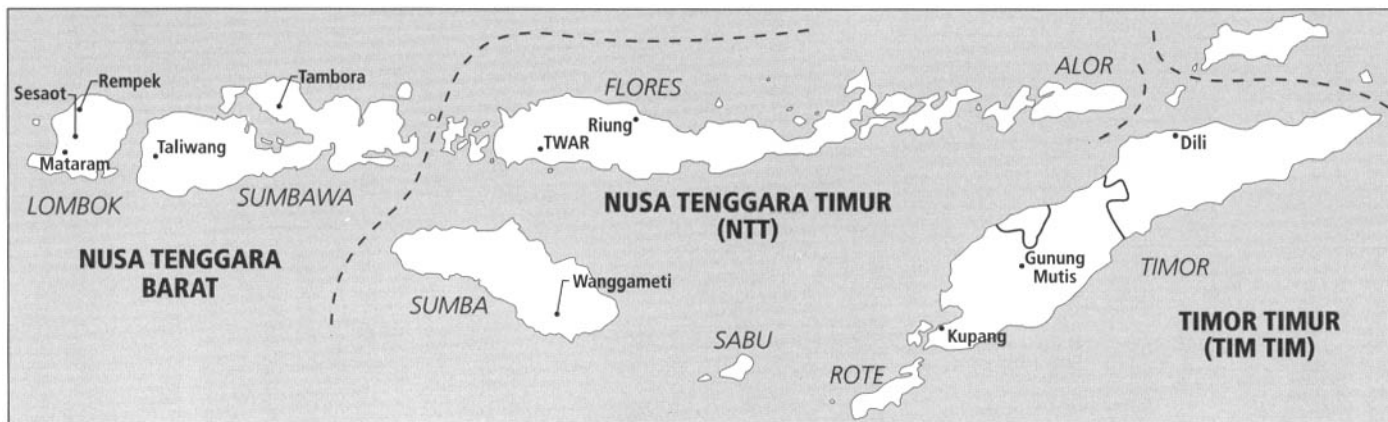 Rempek
Sesaot
Mataram
LOMBOK
Taliwang
Tambora
SUMBAWA
NUSA TENGGARA
BARAT
FLORES
Riung
TWAR
ALOR
Dili
NUSA TENGGARA TIMUR
(NTT)
Wanggameti
SUMBA
SABU
ROTE
Kupang
Gunung
Mutis
TIMOR
TIMOR TIMUR
(TIM TIM)